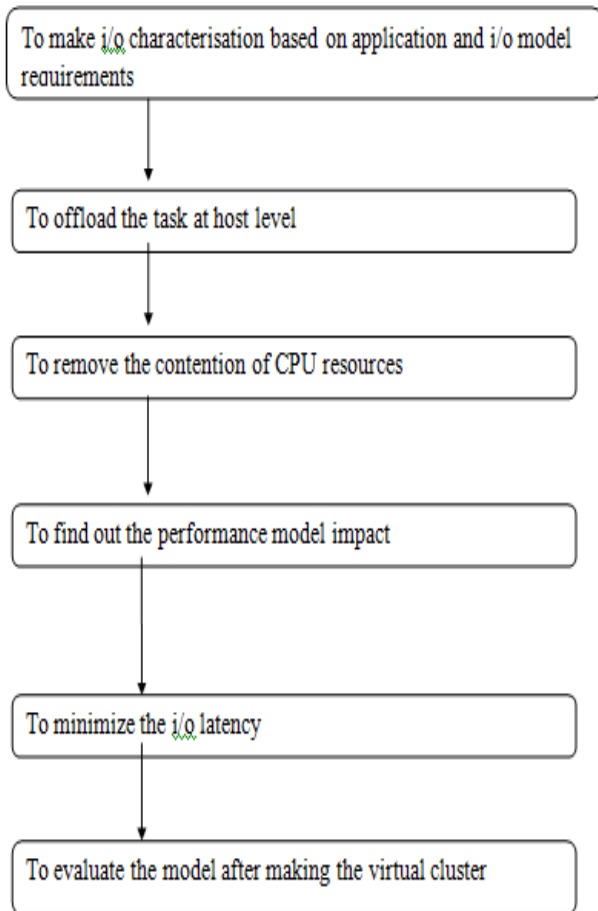 To make i/o characterisation based on application and i/o model
requirements
To offload the task at host level
To remove the contention of CPU resources
To find out the performance model impact
To minimize the i/o latency
To evaluate the model after making the virtual cluster